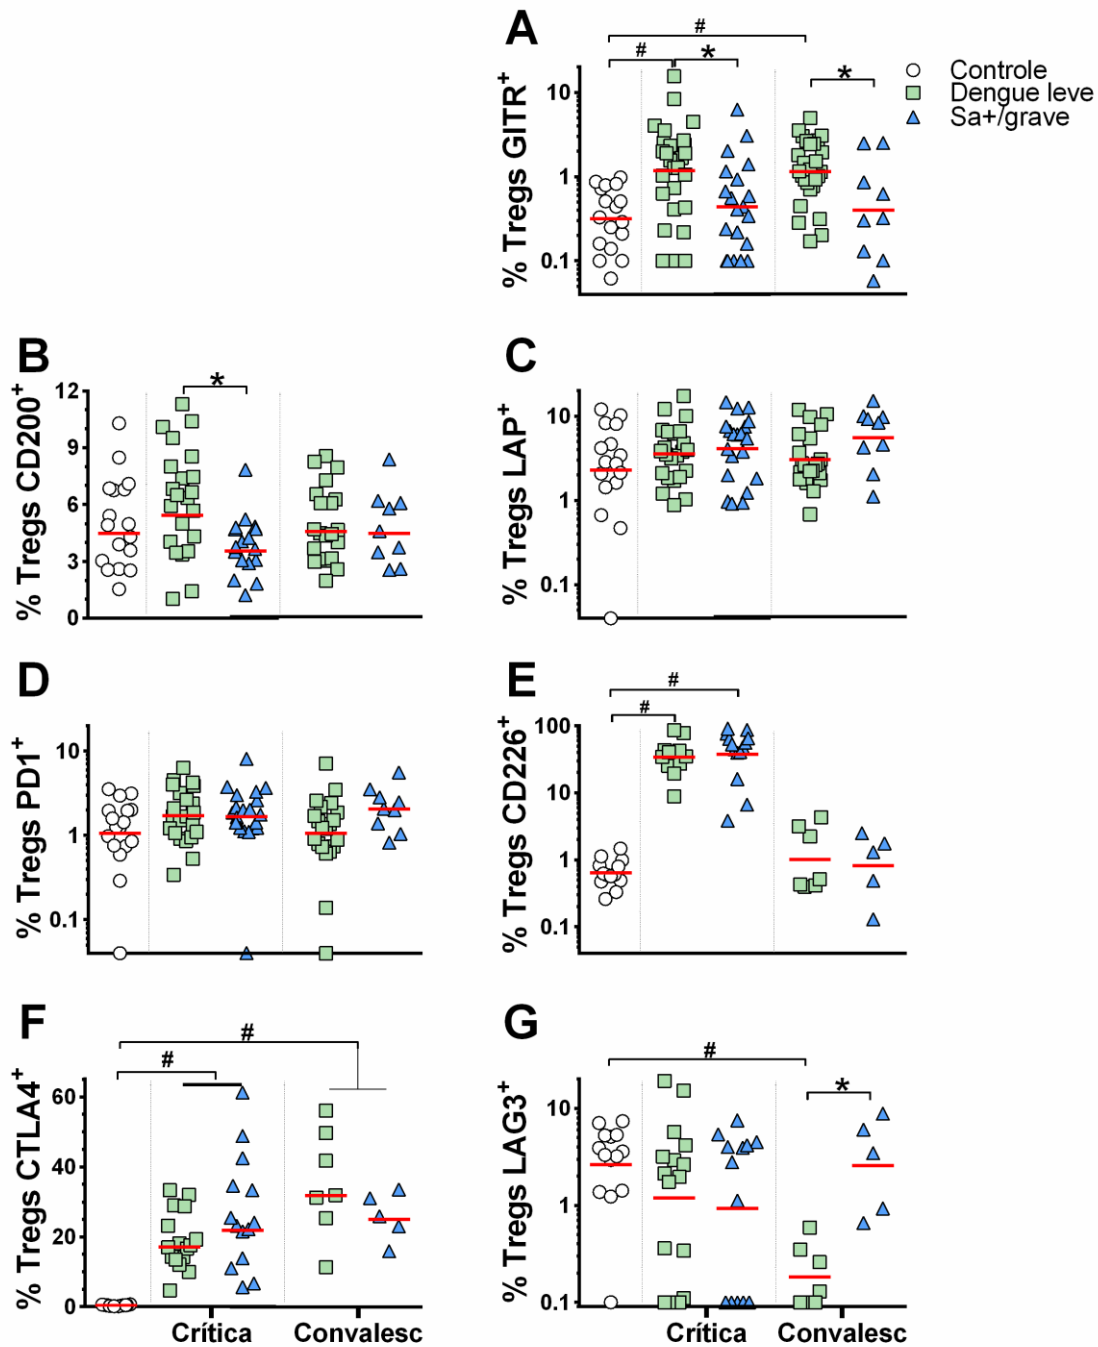 A
#
#
*
*
% Tregs GITR+
10
1
0.1
Controle
Dengue leve
Sa+/grave
B
*
% Tregs CD200+
12
9
6
3
0
C
% Tregs LAP+
10
1
0.1
D
% Tregs PD1+
10
1
0.1
E
#
#
% Tregs CD226+
100
10
1
0.1
F
#
#
% Tregs CTLA4+
60
40
20
0
Crítica
Convalesc
G
#
*
% Tregs LAG3+
10
1
0.1
Crítica
Convalesc